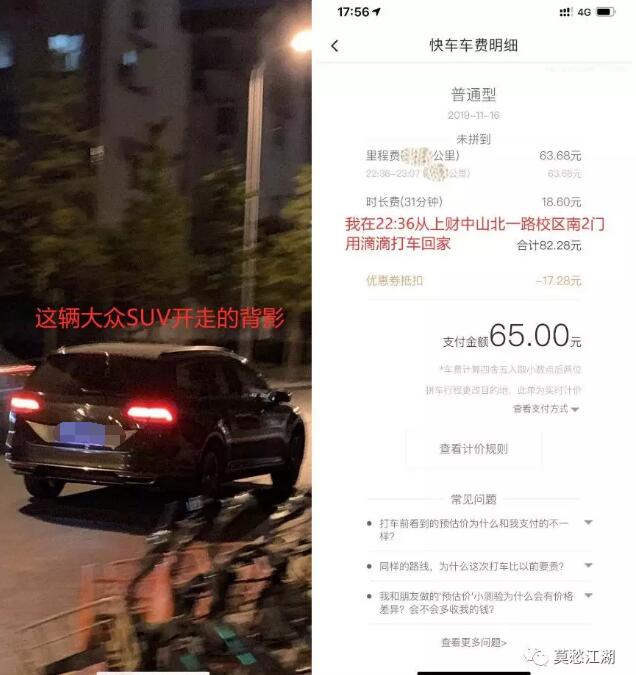 这辆大众SUV开走的背影
17:56
4G
快车车费明细
普通型
2019-11-16
未拼到
里程费(公里) 63.68元
22:36-23:07 公里) 63.68元
时长费(31分钟) 18.60元
我在22:36从上财中山北一路校区南2门
用滴滴打车回家
合计82.28元
优惠券抵扣 -17.28元
支付金额65.00元
*车费计算四舍五入取小数点后两位
拼车行程更改目的地，此单为实时计价
查看支付方式
查看计价规则
常见问题
打车前看到的预估价为什么和我支付的不一
样?
同样的路线，为什么这次打车比以前要贵?
我和朋友做的'预估价'小测验为什么会有价格
差异? 会不会多收我的钱?
查看更多问题>
莫愁江湖